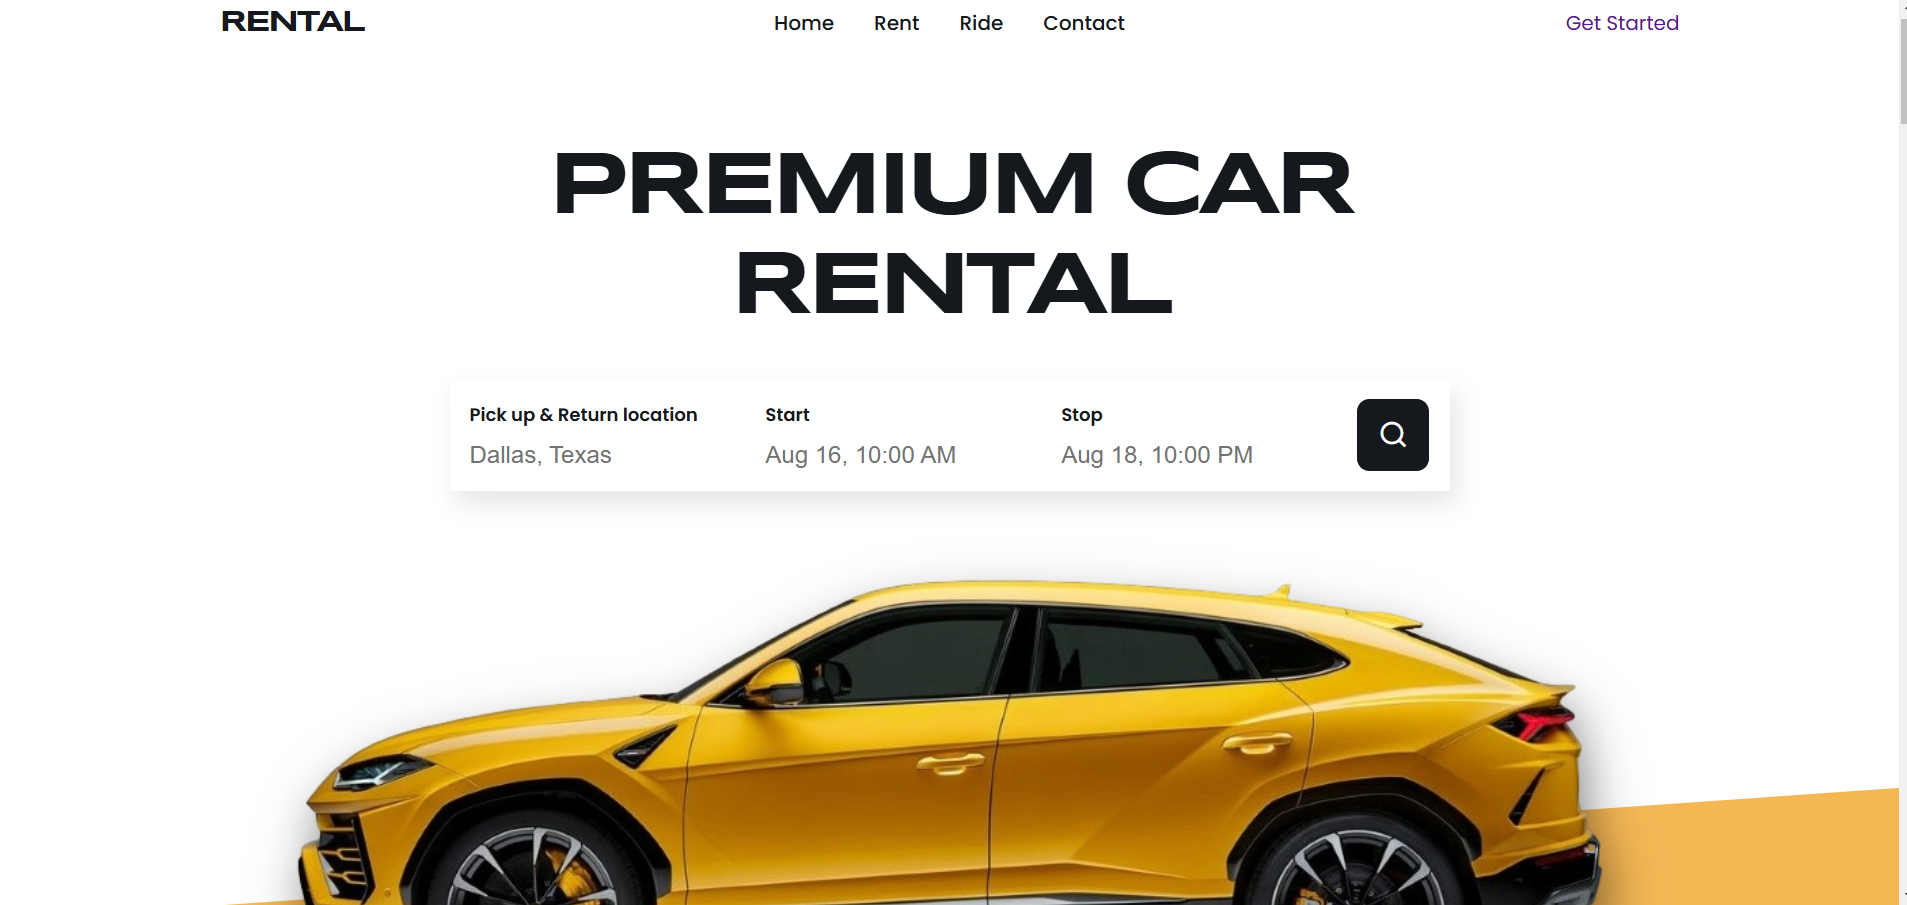 RENTAL
Home Rent Ride Contact
Get Started
PREMIUM CAR
RENTAL
Pick up & Return location
Dallas, Texas
Start
Aug 16, 10:00 AM
Stop
Aug 18, 10:00 PM